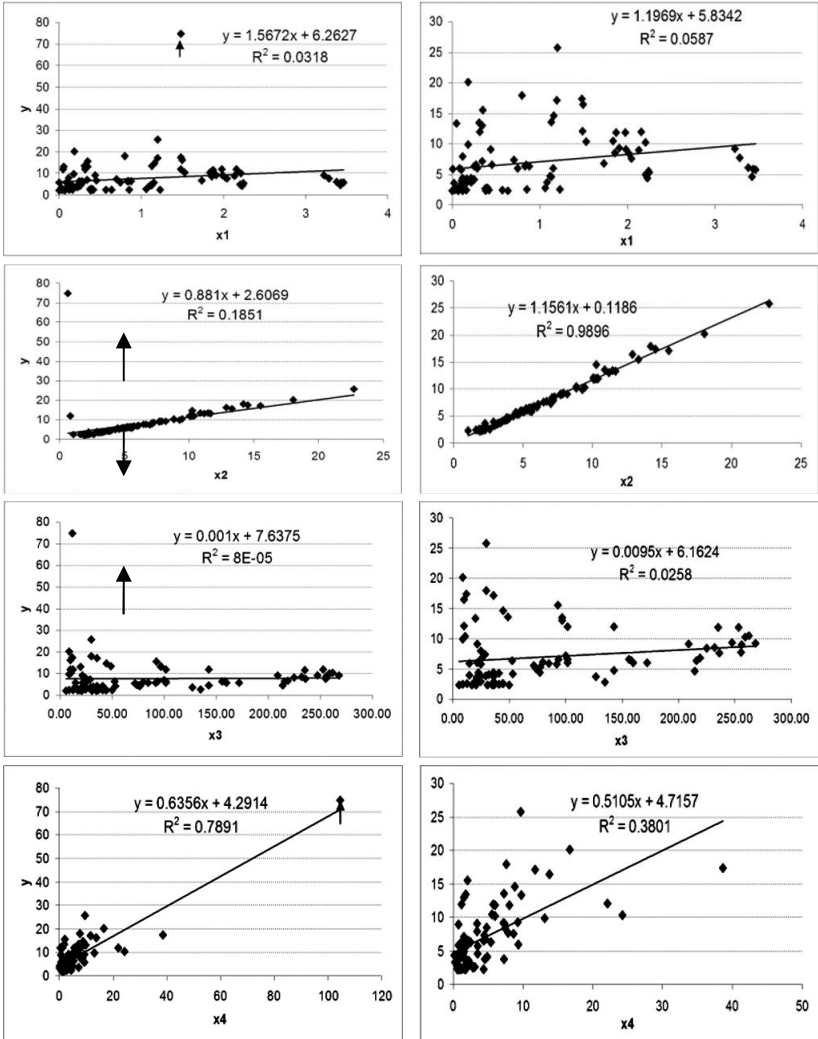 80
70
60
50
40
30
20
10
0
y
y = 1.5672x + 6.2627
R² = 0.0318
0 1 2 3 4
x1
30
25
20
15
10
5
0
y = 1.1969x + 5.8342
R² = 0.0587
0 1 2 3 4
x1
80
70
60
50
40
30
20
10
0
y
y = 0.881x + 2.6069
R² = 0.1851
0 5 10 15 20 25
x2
30
25
20
15
10
5
0
y = 1.1561x + 0.1186
R² = 0.9896
0 5 10 15 20 25
x2
80
70
60
50
40
30
20
10
0
y
y = 0.001x + 7.6375
R² = 8E-05
0.00 50.00 100.00 150.00 200.00 250.00 300.00
x3
30
25
20
15
10
5
0
y = 0.0095x + 6.1624
R² = 0.0258
0.00 50.00 100.00 150.00 200.00 250.00 300.00
x3
80
70
60
50
40
30
20
10
0
y
y = 0.6356x + 4.2914
R² = 0.7891
0 20 40 60 80 100 120
x4
30
25
20
15
10
5
0
y = 0.5105x + 4.7157
R² = 0.3801
0 10 20 30 40 50
x4